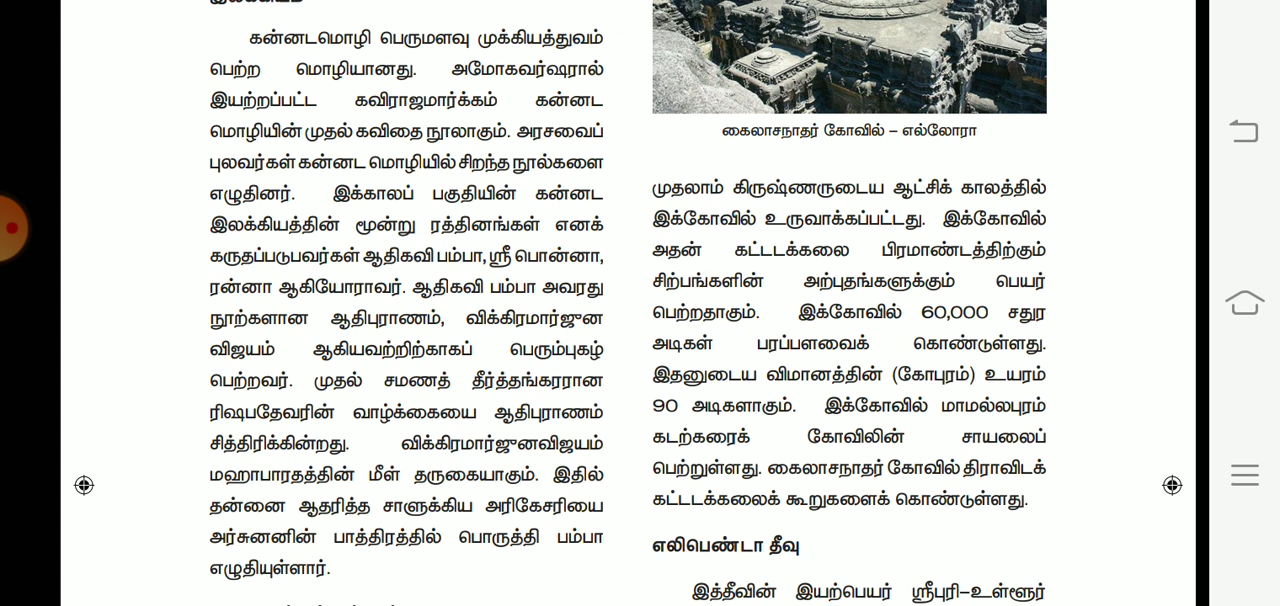 இலக்கியம்
கன்னடமொழி பெருமளவு முக்கியத்துவம்
பெற்ற மொழியானது. அமோகவர்ஷரால்
இயற்றப்பட்ட கவிராஜமார்க்கம் கன்னட
மொழியின் முதல் கவிதை நூலாகும். அரசவைப்
புலவர்கள் கன்னட மொழியில் சிறந்த நூல்களை
எழுதினர். இக்காலப் பகுதியின் கன்னட
இலக்கியத்தின் மூன்று ரத்தினங்கள் எனக்
கருதப்படுபவர்கள் ஆதிகவி பம்பா, ஸ்ரீ பொன்னா,
ரன்னா ஆகியோராவர். ஆதிகவி பம்பா அவரது
நூற்களான ஆதிபுராணம், விக்கிரமார்ஜுன
விஜயம் ஆகியவற்றிற்காகப் பெரும்புகழ்
பெற்றவர். முதல் சமணத் தீர்த்தங்கரரான
ரிஷபதேவரின் வாழ்க்கையை ஆதிபுராணம்
சித்திரிக்கின்றது. விக்கிரமார்ஜுனவிஜயம்
மஹாபாரதத்தின் மீள் தருகையாகும். இதில்
தன்னை ஆதரித்த சாளுக்கிய அரிகேசரியை
அர்சுனனின் பாத்திரத்தில் பொருத்தி பம்பா
எழுதியுள்ளார்.
கைலாசநாதர் கோவில் – எல்லோரா
முதலாம் கிருஷ்ணருடைய ஆட்சிக் காலத்தில்
இக்கோவில் உருவாக்கப்பட்டது. இக்கோவில்
அதன் கட்டடக்கலை பிரமாண்டத்திற்கும்
சிற்பங்களின் அற்புதங்களுக்கும் பெயர்
பெற்றதாகும். இக்கோவில் 60,000 சதுர
அடிகள் பரப்பளவைக் கொண்டுள்ளது.
இதனுடைய விமானத்தின் (கோபுரம்) உயரம்
90 அடிகளாகும். இக்கோவில் மாமல்லபுரம்
கடற்கரைக் கோவிலின் சாயலைப்
பெற்றுள்ளது. கைலாசநாதர் கோவில் திராவிடக்
கட்டடக்கலைக் கூறுகளைக் கொண்டுள்ளது.
எலிபெண்டா தீவு
இத்தீவின் இயற்பெயர் ஸ்ரீபுரி–உள்ளூர்